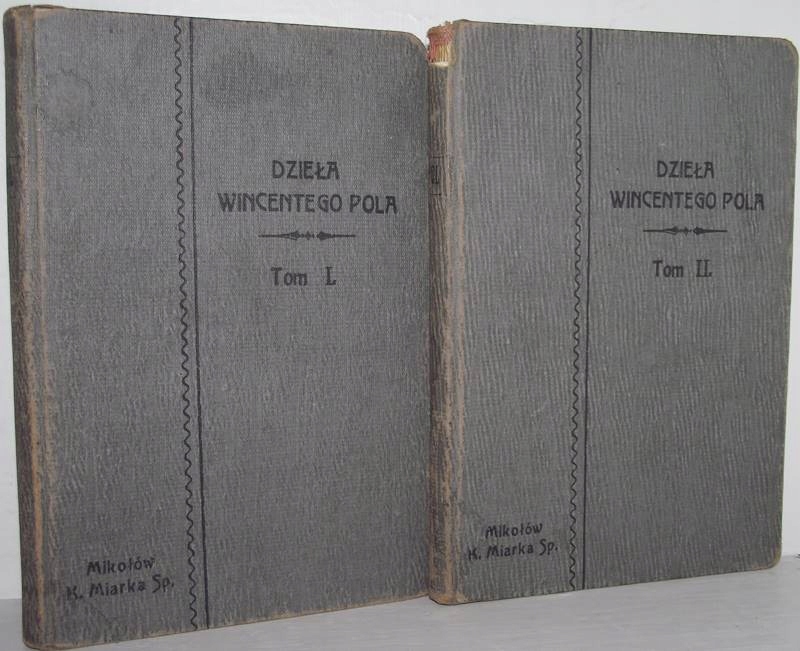 DZIEŁA
WINCENTEGO POLA
Tom I.
Mikołów
K. Miarka Sp.
DZIEŁA
WINCENTEGO POLA
Tom II.
Mikołów
K. Miarka Sp.